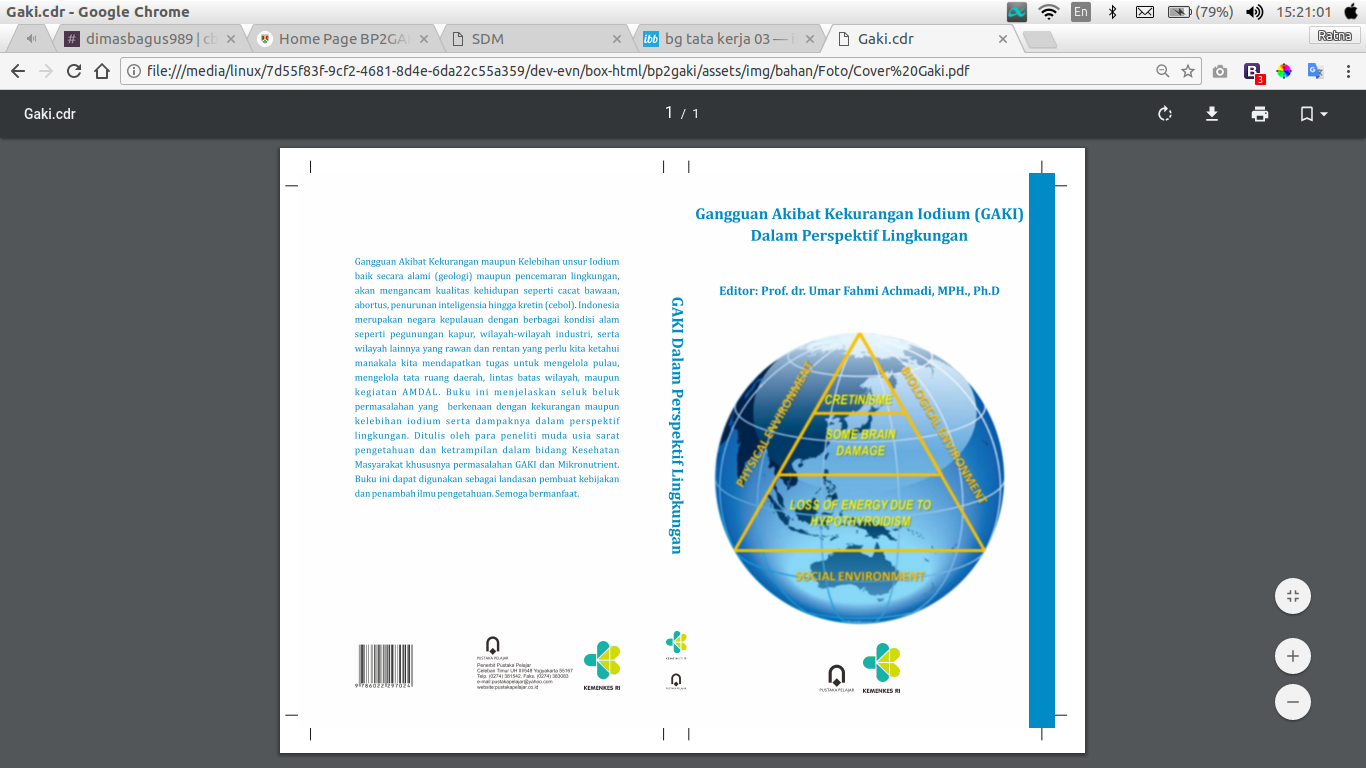 Gaki.cdr - Google Chrome
En
(79%)
15:21:01
dimasbagus989 | cb
Home Page BP2GA
SDM
bg tata kerja 03 — i
Gaki.cdr
Ratna
file:///media/linux/7d55f83f-9cf2-4681-8d4e-6da22c55a359/dev-evn/box-html/bp2gaki/assets/img/bahan/Foto/Cover%20Gaki.pdf
3
Gaki.cdr
1 / 1
Gangguan Akibat Kekurangan maupun Kelebihan unsur Iodium
baik secara alami (geologi) maupun pencemaran lingkungan,
akan mengancam kualitas kehidupan seperti cacat bawaan,
abortus, penurunan inteligensia hingga kretin (cebol). Indonesia
merupakan negara kepulauan dengan berbagai kondisi alam
seperti pegunungan kapur, wilayah-wilayah industri, serta
wilayah lainnya yang rawan dan rentan yang perlu kita ketahui
manakala kita mendapatkan tugas untuk mengelola pulau,
mengelola tata ruang daerah, lintas batas wilayah, maupun
kegiatan AMDAL. Buku ini menjelaskan seluk beluk
permasalahan yang berkenaan dengan kekurangan maupun
kelebihan iodium serta dampaknya dalam perspektif
lingkungan. Ditulis oleh para peneliti muda usia sarat
pengetahuan dan ketrampilan dalam bidang Kesehatan
Masyarakat khususnya permasalahan GAKI dan Mikronutrient.
Buku ini dapat digunakan sebagai landasan pembuat kebijakan
dan penambah ilmu pengetahuan. Semoga bermanfaat.
9 786022 297024
PUSTAKA PELAJAR
Penerbit Pustaka Pelajar
Celeban Timur UH III/548 Yogyakarta 55167
Telp. (0274) 381542, Faks. (0274) 383083
e-mail:pustakapelajar@yahoo.com
website:pustakapelajar.co.id
KEMENKES RI
GAKI Dalam Perspektif Lingkungan
KEMENKES RI
PUSTAKA PELAJAR
Gangguan Akibat Kekurangan Iodium (GAKI)
Dalam Perspektif Lingkungan
Editor: Prof. dr. Umar Fahmi Achmadi, MPH., Ph.D
PHYSICAL ENVIRONMENT
BIOLOGICAL ENVIRONMENT
CRETINISME
SOME BRAIN
DAMAGE
LOSS OF ENERGY DUE TO
HYPOTHYROIDISM
SOCIAL ENVIRONMENT
PUSTAKA PELAJAR
KEMENKES RI